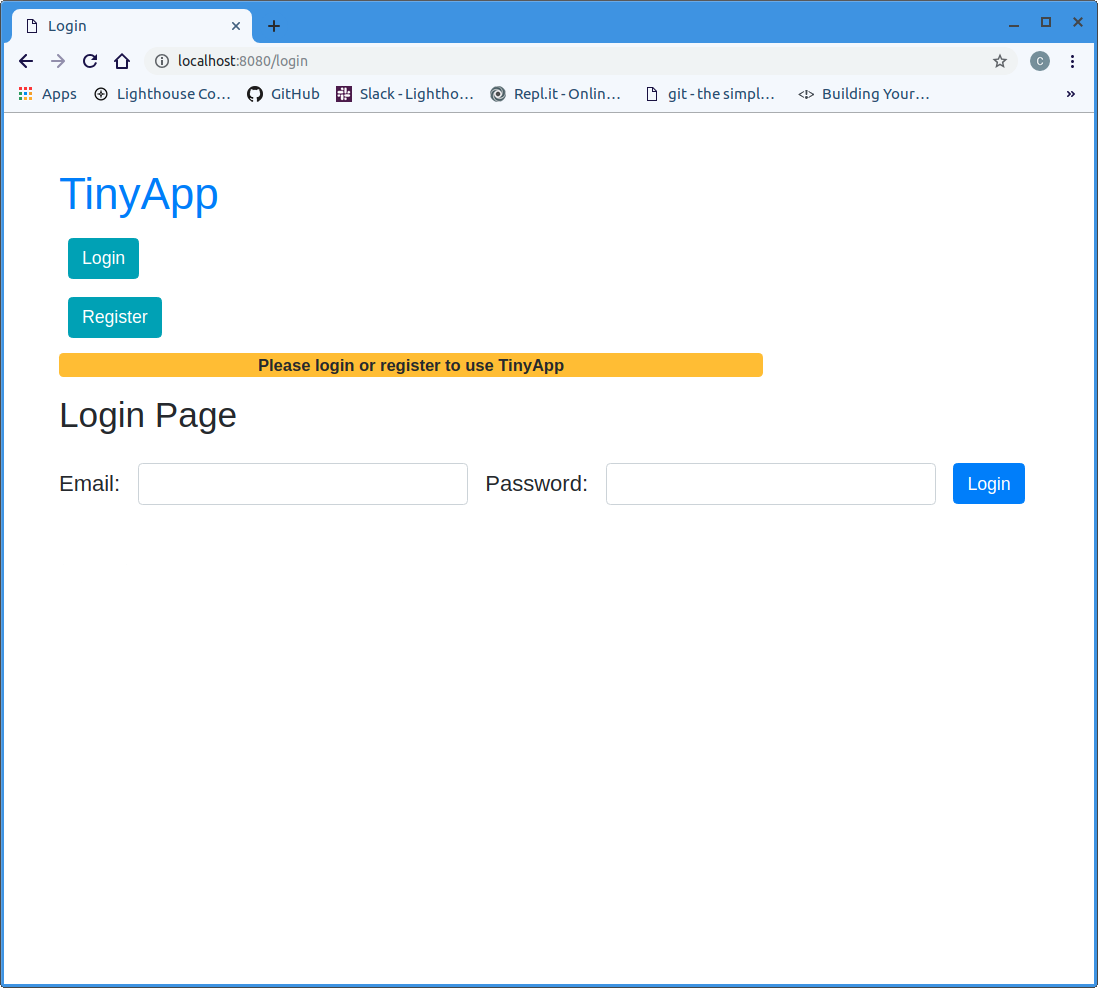 Login
localhost:8080/login
C
Apps Lighthouse Co... GitHub Slack - Lightho... Repl.it - Onlin... git - the simpl... Building Your... »
TinyApp
Login
Register
Please login or register to use TinyApp
Login Page
Email: Password: Login